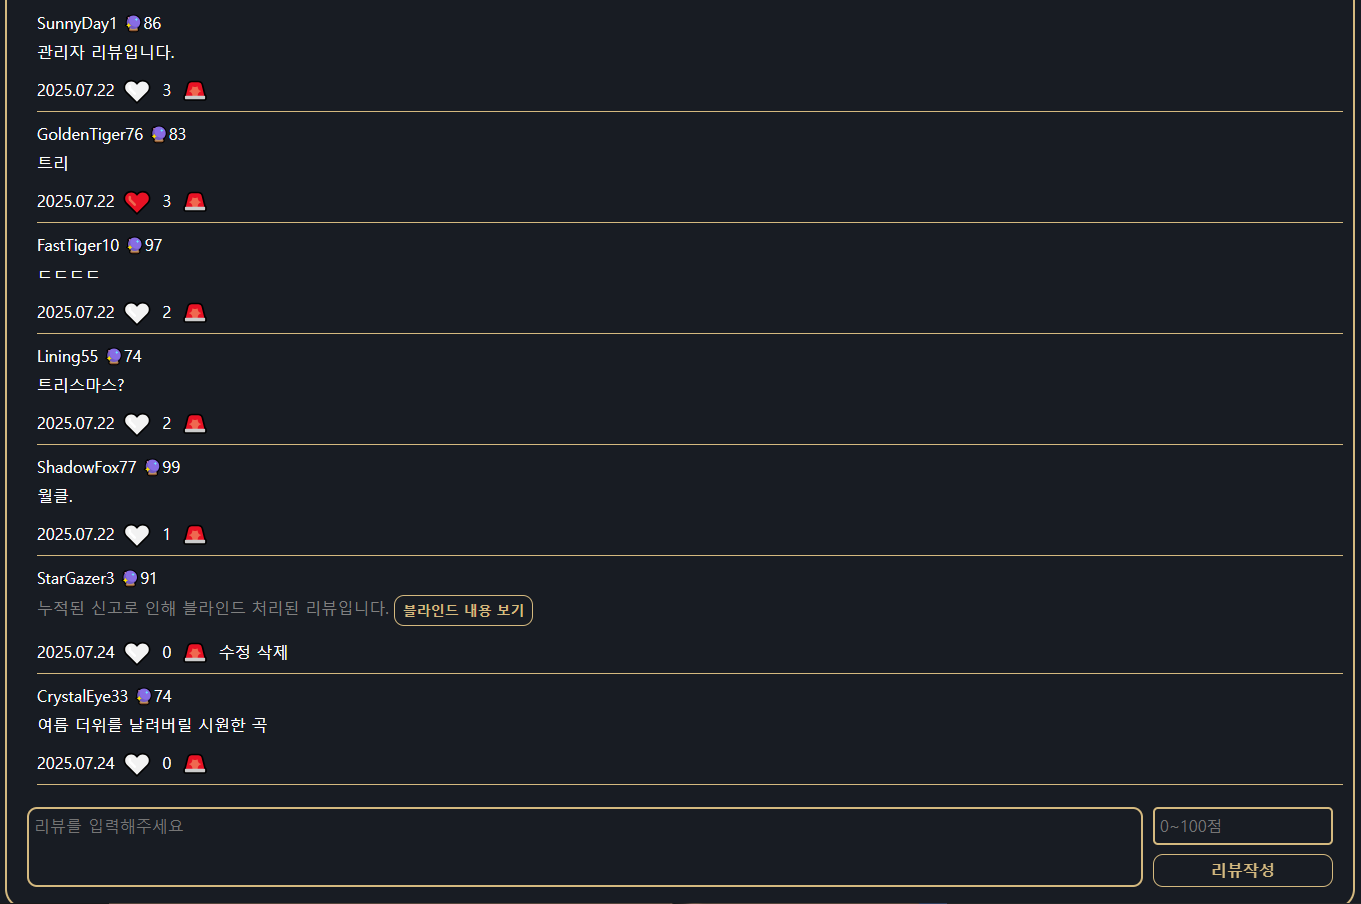 SunnyDay1 🔮86
관리자 리뷰입니다.
2025.07.22 3
GoldenTiger76 🔮83
트리
2025.07.22 3
FastTiger10 🔮97
ㄷㄷㄷㄷ
2025.07.22 2
Lining55 🔮74
트리스마스?
2025.07.22 2
ShadowFox77 🔮99
월클.
2025.07.22 1
StarGazer3 🔮91
누적된 신고로 인해 블라인드 처리된 리뷰입니다. 블라인드 내용 보기
2025.07.24 0 수정 삭제
CrystalEye33 🔮74
여름 더위를 날려버릴 시원한 곡
2025.07.24 0
리뷰를 입력해주세요 0~100점
리뷰작성